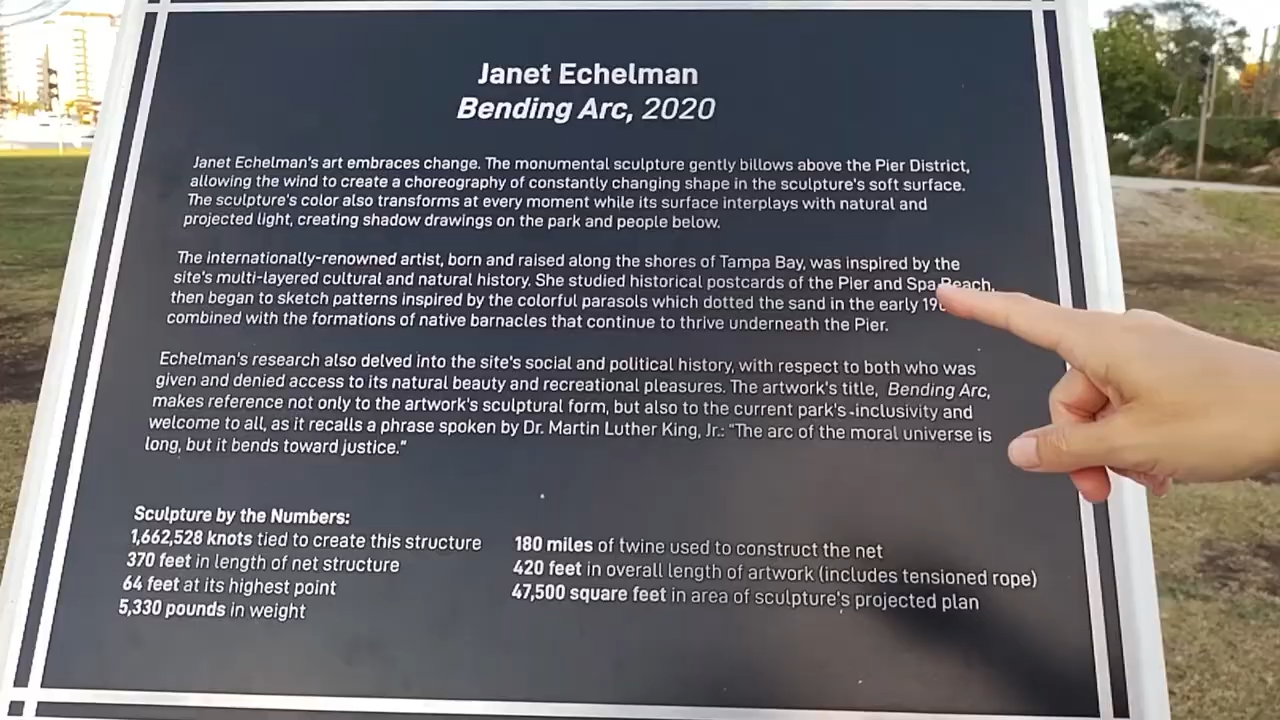 Janet Echelman
Bending Arc, 2020
Janet Echelman's art embraces change. The monumental sculpture gently billows above the Pier District,
allowing the wind to create a choreography of constantly changing shape in the sculpture's soft surface.
The sculpture's color also transforms at every moment while its surface interplays with natural and
projected light, creating shadow drawings on the park and people below.
The internationally-renowned artist, born and raised along the shores of Tampa Bay, was inspired by the
site's multi-layered cultural and natural history. She studied historical postcards of the Pier and Spa Beach,
then began to sketch patterns inspired by the colorful parasols which dotted the sand in the early
combined with the formations of native barnacles that continue to thrive underneath the Pier.
Echelman's research also delved into the site's social and political history, with respect to both who was
given and denied access to its natural beauty and recreational pleasures. The artwork's title, Bending Arc,
makes reference not only to the artwork's sculptural form, but also to the current park's inclusivity and
welcome to all, as it recalls a phrase spoken by Dr. Martin Luther King, Jr.: "The arc of the moral universe is
long, but it bends toward justice."
Sculpture by the Numbers:
1,662,528 knots tied to create this structure
370 feet in length of net structure
64 feet at its highest point
5,330 pounds in weight
180 miles of twine used to construct the net
420 feet in overall length of artwork (includes tensioned rope)
47,500 square feet in area of sculpture's projected plan